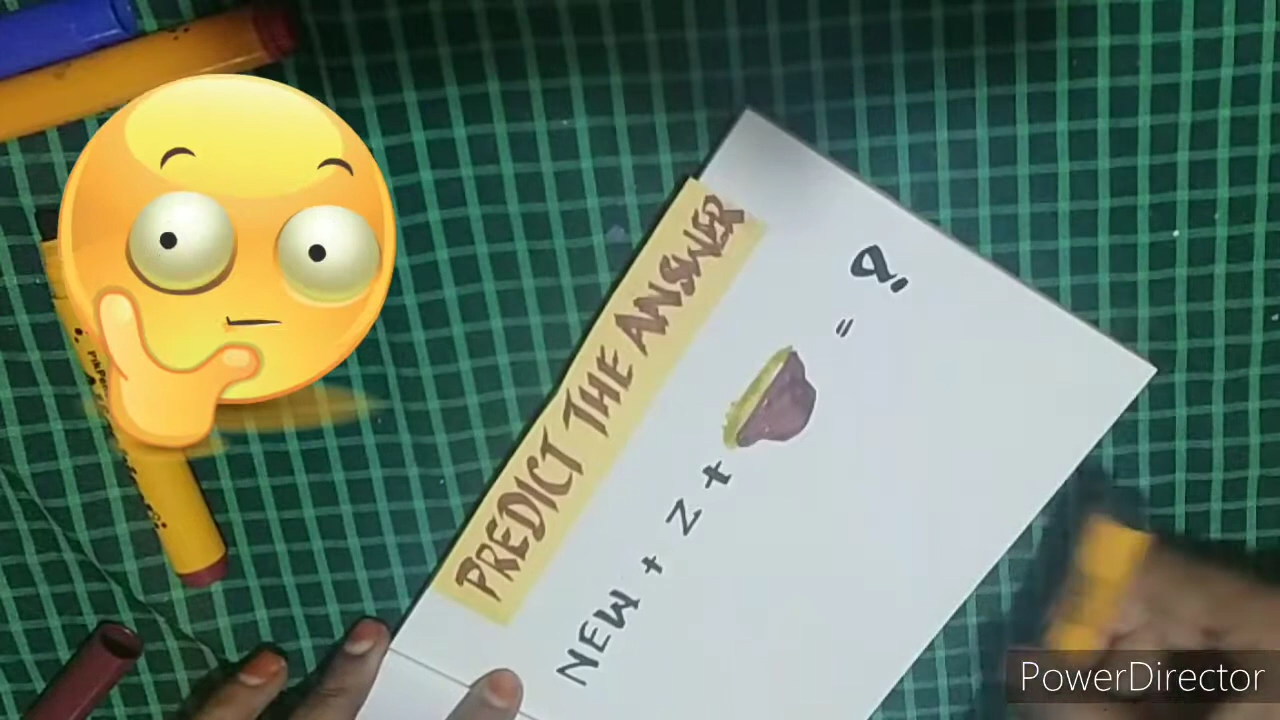 PREDICT THE ANSWER
NEW + Z + = ?
PowerDirector